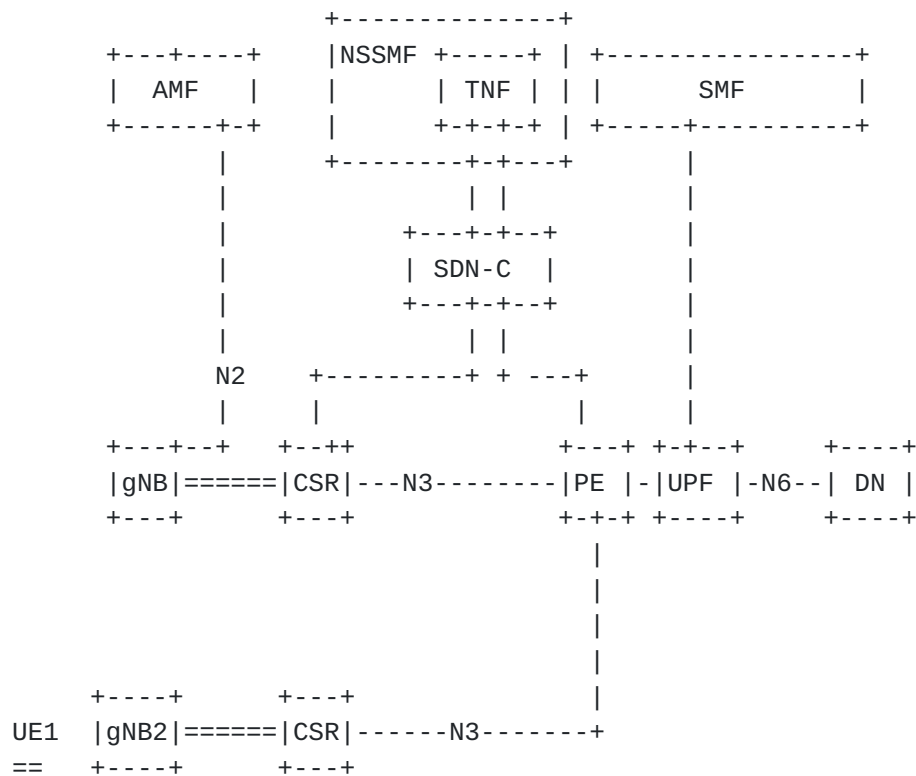 NSSMF
AMF TNF SMF
SDN-C
N2
gNB CSR N3 PE UPF N6 DN
UE1 gNB2 CSR N3
==